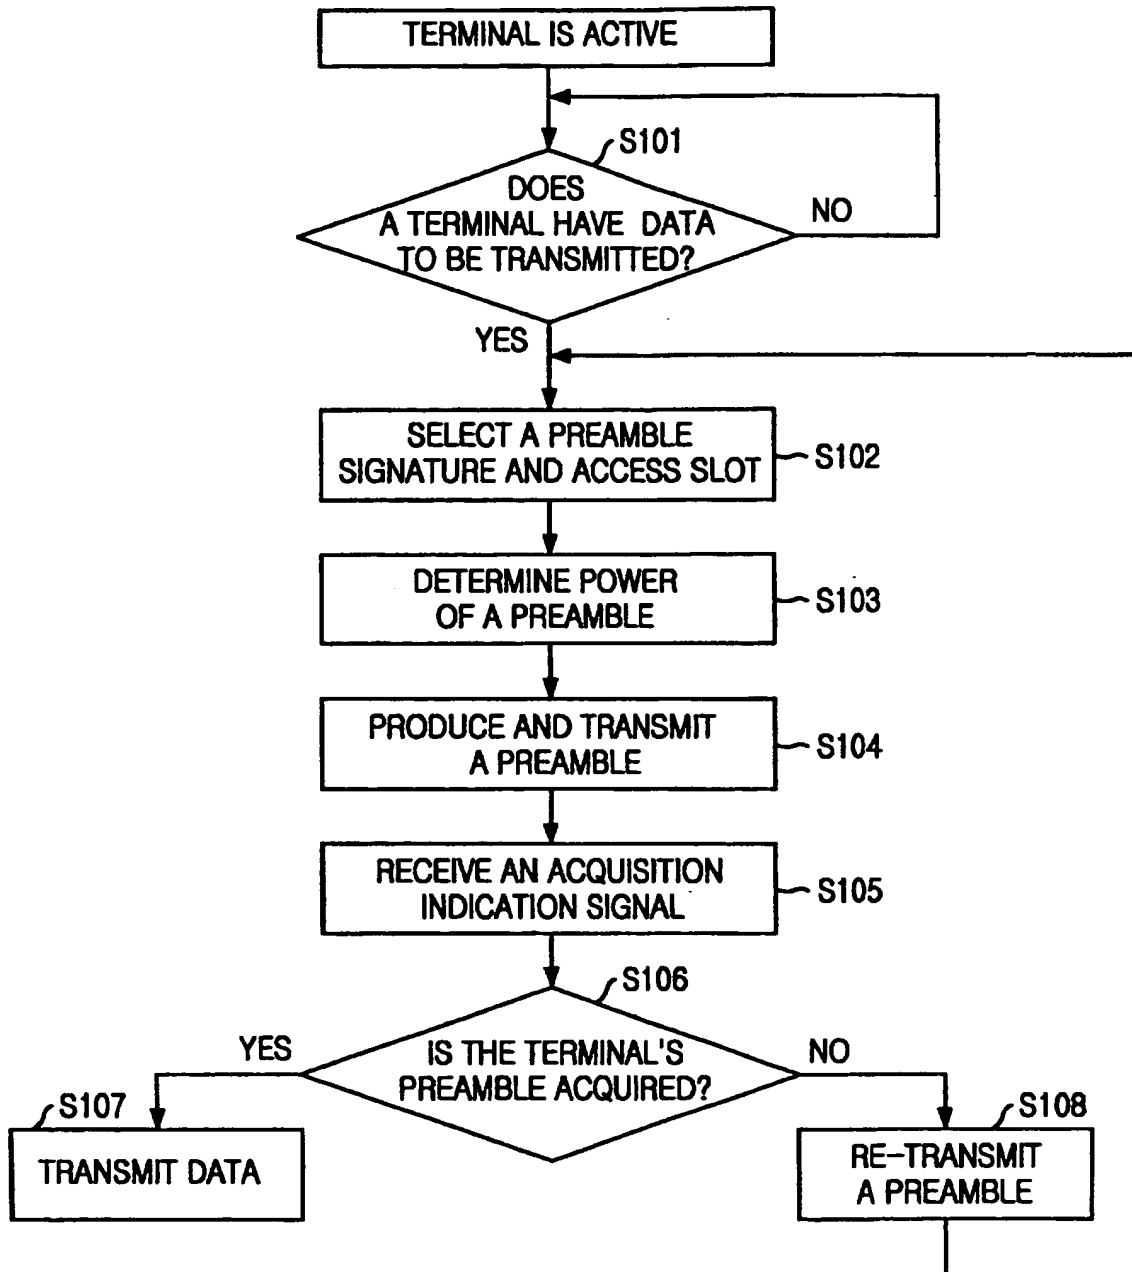 TERMINAL IS ACTIVE
S101
DOES
A TERMINAL HAVE DATA
TO BE TRANSMITTED?
NO
YES
SELECT A PREAMBLE
SIGNATURE AND ACCESS SLOT
S102
DETERMINE POWER
OF A PREAMBLE
S103
PRODUCE AND TRANSMIT
A PREAMBLE
S104
RECEIVE AN ACQUISITION
INDICATION SIGNAL
S105
S106
YES
IS THE TERMINAL'S
PREAMBLE ACQUIRED?
NO
S107
TRANSMIT DATA
S108
RE-TRANSMIT
A PREAMBLE